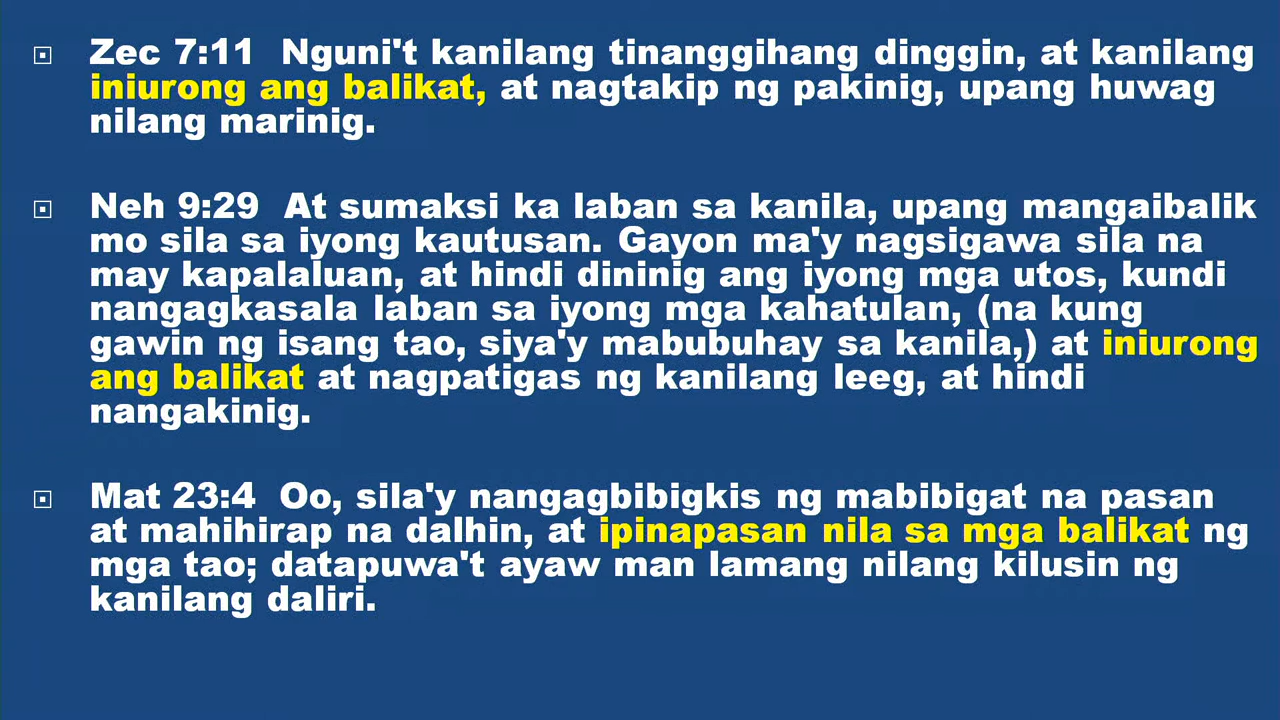 Zec 7:11  Nguni't kanilang tinanggihang dinggin, at kanilang
iniurong ang balikat, at nagtakip ng pakinig, upang huwag
nilang marinig.
Neh 9:29  At sumaksi ka laban sa kanila, upang mangaibalik
mo sila sa iyong kautusan. Gayon ma'y nagsigawa sila na
may kapalaluan, at hindi dininig ang iyong mga utos, kundi
nangagkasala laban sa iyong mga kahatulan, (na kung
gawin ng isang tao, siya'y mabubuhay sa kanila,) at iniurong
ang balikat at nagpatigas ng kanilang leeg, at hindi
nangakinig.
Mat 23:4  Oo, sila'y nangagbibigkis ng mabibigat na pasan
at mahihirap na dalhin, at ipinapasan nila sa mga balikat ng
mga tao; datapuwa't ayaw man lamang nilang kilusin ng
kanilang daliri.